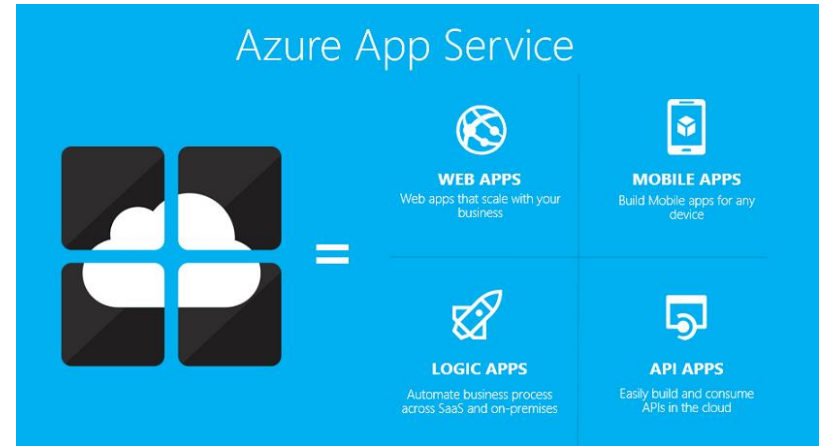 Azure App Service
WEB APPS
Web apps that scale with your
business
MOBILE APPS
Build Mobile apps for any
device
=
LOGIC APPS
Automate business process
across SaaS and on-premises
API APPS
Easily build and consume
APIs in the cloud